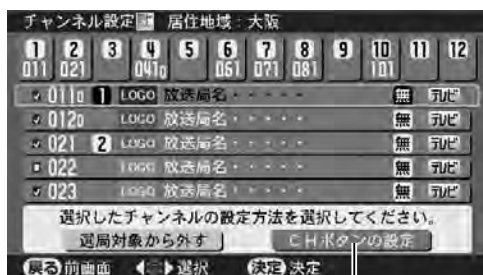 チャンネル設定 居住地域：大阪
1 2 3 4 5 6 7 8 9 10 11 12
011 021 041 061 071 081 101
011 1 LOGO 放送局名・・・・・ 無 テレビ
012 LOGO 放送局名・・・・・ 無 テレビ
021 2 LOGO 放送局名・・・・・ 無 テレビ
022 LOGO 放送局名・・・・・ 無 テレビ
023 LOGO 放送局名・・・・・ 無 テレビ
選択したチャンネルの設定方法を選択してください。
選局対象から外す CHボタンの設定
戻る 前画面 選択 決定 決定